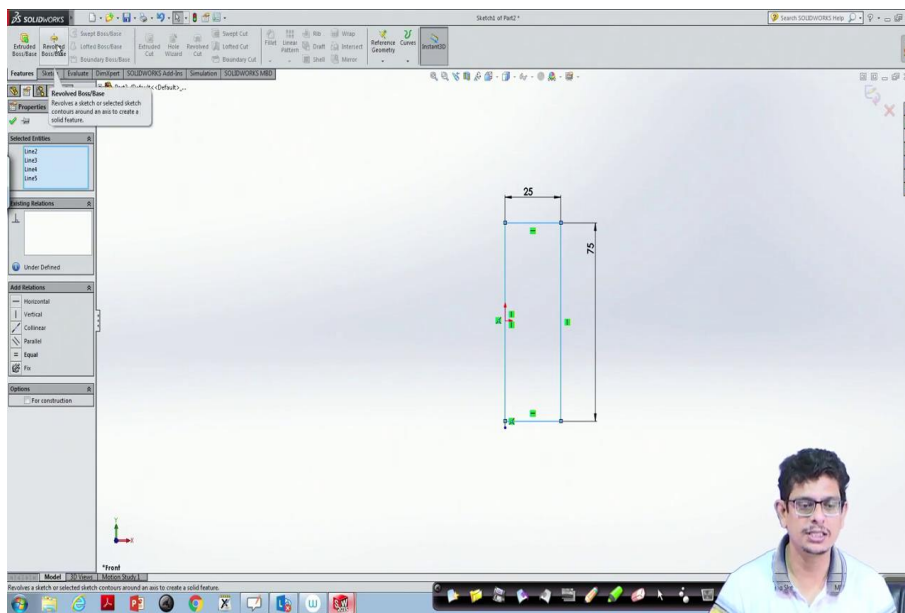 SOLIDWORKS
Sketch1 of Part2 *
Search SOLIDWORKS Help
Extruded Boss/Base
Revolved Boss/Base
Swept Boss/Base
Lofted Boss/Base
Boundary Boss/Base
Extruded Cut
Hole Wizard
Revolved Cut
Swept Cut
Lofted Cut
Boundary Cut
Fillet
Linear Pattern
Rib
Draft
Shell
Wrap
Intersect
Mirror
Reference Geometry
Curves
Instant3D
Features
Sketch
Evaluate
DimXpert
SOLIDWORKS Add-Ins
Simulation
SOLIDWORKS MBD
Revolved Boss/Base
Revolves a sketch or selected sketch
contours around an axis to create a
solid feature.
Properties
Selected Entities
Line2
Line3
Line4
Line5
Existing Relations
Under Defined
Add Relations
Horizontal
Vertical
Collinear
Parallel
Equal
Fix
Options
For construction
25
75
Y
X
*Front
Model
3D Views
Motion Study 1
Revolves a sketch or selected sketch contours around an axis to create a solid feature.